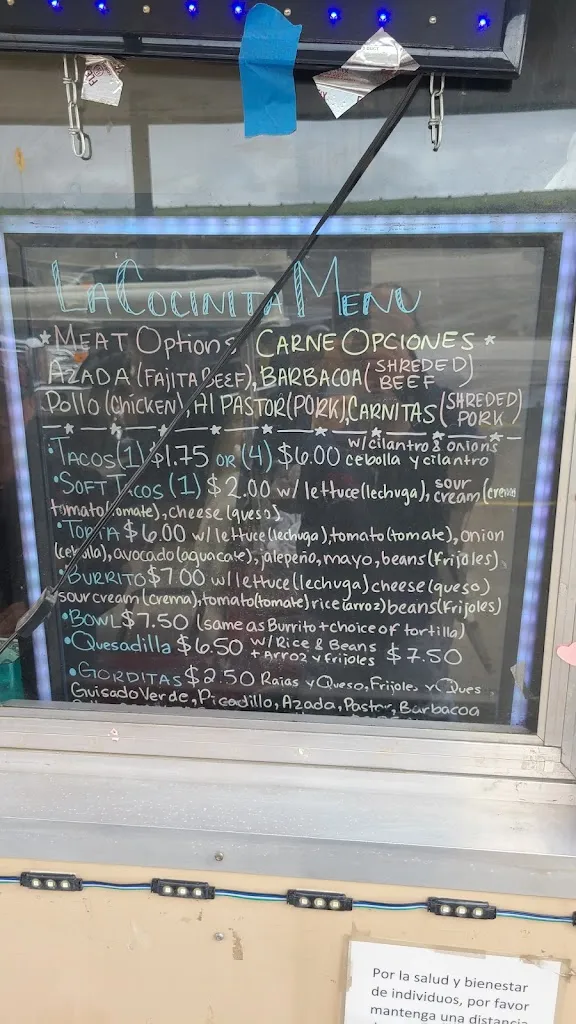 La Cocinita Menu
*Meat Options Carne Opciones*
Azada (Fajita Beef), Barbacoa (Shreded Beef)
Pollo (Chicken), Al Pastor (Pork), Carnitas (Shreded Pork)
•Tacos (1) $1.75 or (4) $6.00 w/cilantro & onions cebolla y cilantro
•Soft Tacos (1) $2.00 w/ lettuce (lechuga), sour cream (crema)
tomato (tomate), cheese (queso)
•Torta $6.00 w/ lettuce (lechuga), tomato (tomate), onion
(cebolla), avocado (aguacate), jalepeño, mayo, beans (Frijoles)
•Burrito $7.00 w/ lettuce (lechuga) cheese (queso)
sour cream (crema), tomato (tomate) rice (arroz) beans (Frijoles)
•Bowl $7.50 (same as Burrito + choice of tortilla)
•Quesadilla $6.50 w/ Rice & Beans + Arroz y Frijoles $7.50
•Gorditas $2.50 Rajas y Queso, Frijoles y Ques
Guisado Verde, Picadillo, Azada, Pastor, Barbacoa
Por la salud y bienestar
de individuos, por favor
mantenga una distancia